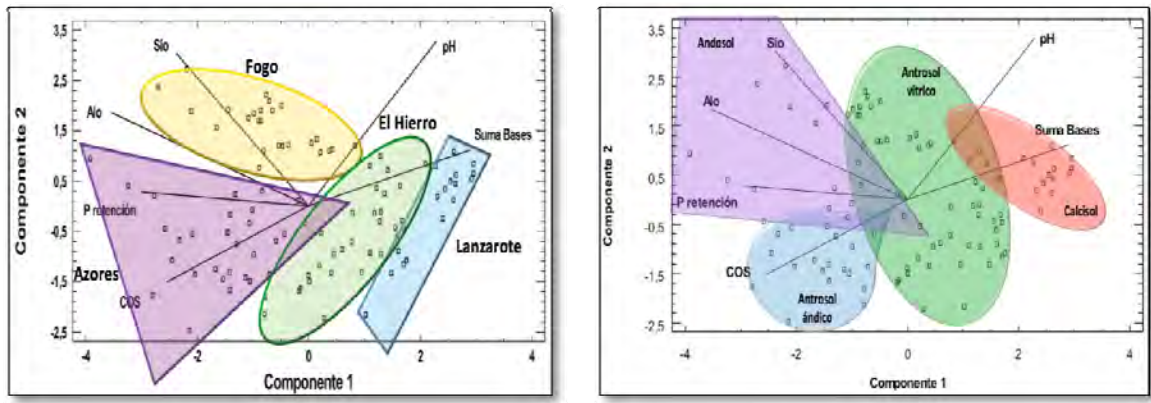 Componente 2
3,5
2,5
1,5
0,5
-0,5
-1,5
-2,5
-4
-2
0
2
4
Componente 1
Sio
Fogo
pH
Alo
El Hierro
Suma Bases
P retención
Lanzarote
Azores
COS
Componente 2
3,5
2,5
1,5
0,5
-0,5
-1,5
-2,5
-4
-2
0
2
4
Componente 1
Andosol
Sio
pH
Antrosol
vítrico
Alo
Suma Bases
P retención
Calcisol
COS
Antrosol
ándico